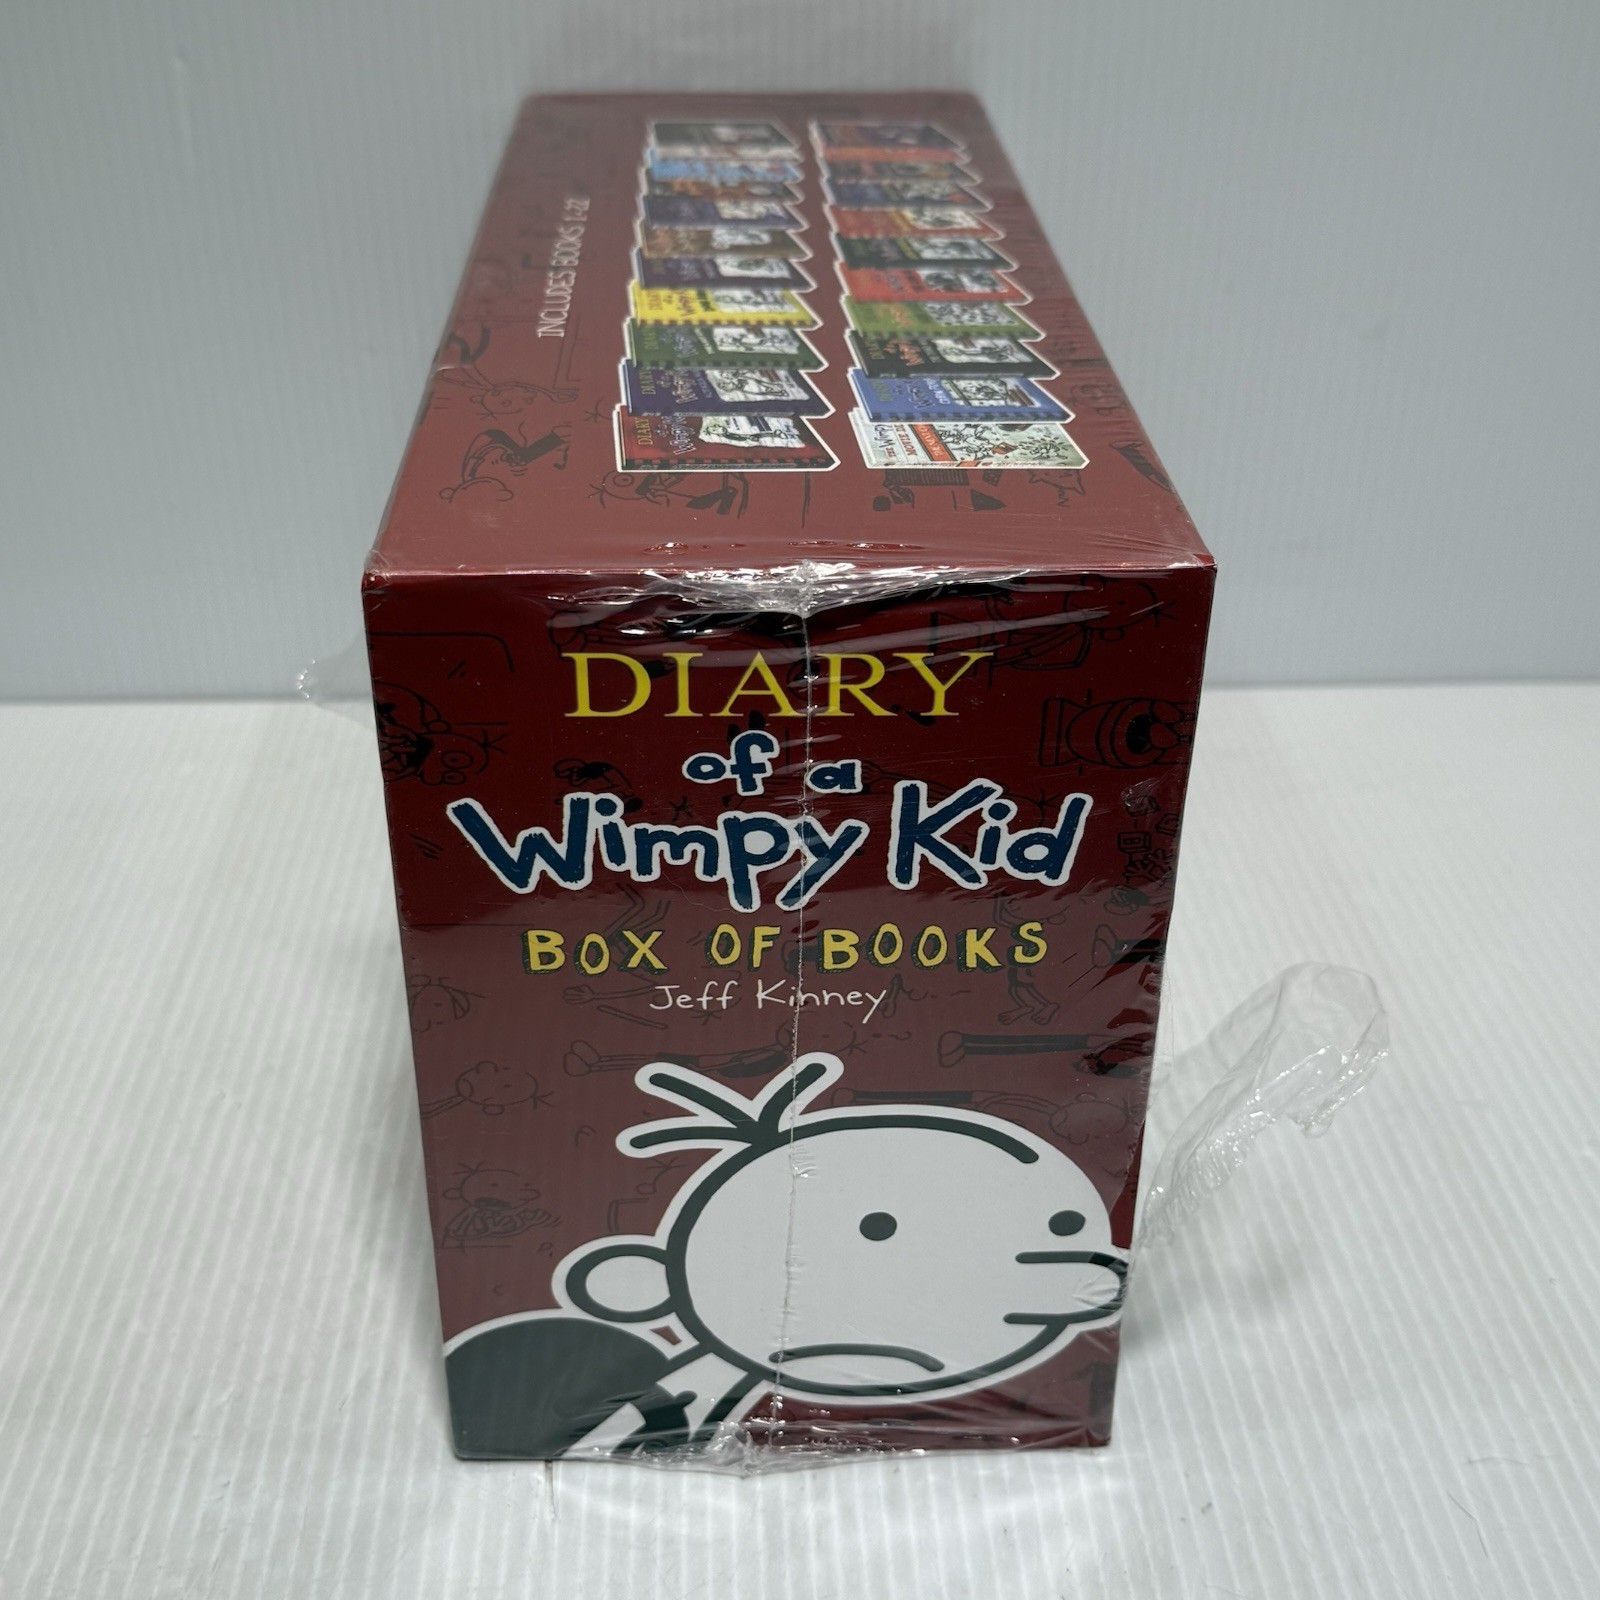 INCLUDES BOOKS 1-22
DIARY
of a
Wimpy Kid
BOX OF BOOKS
Jeff Kinney